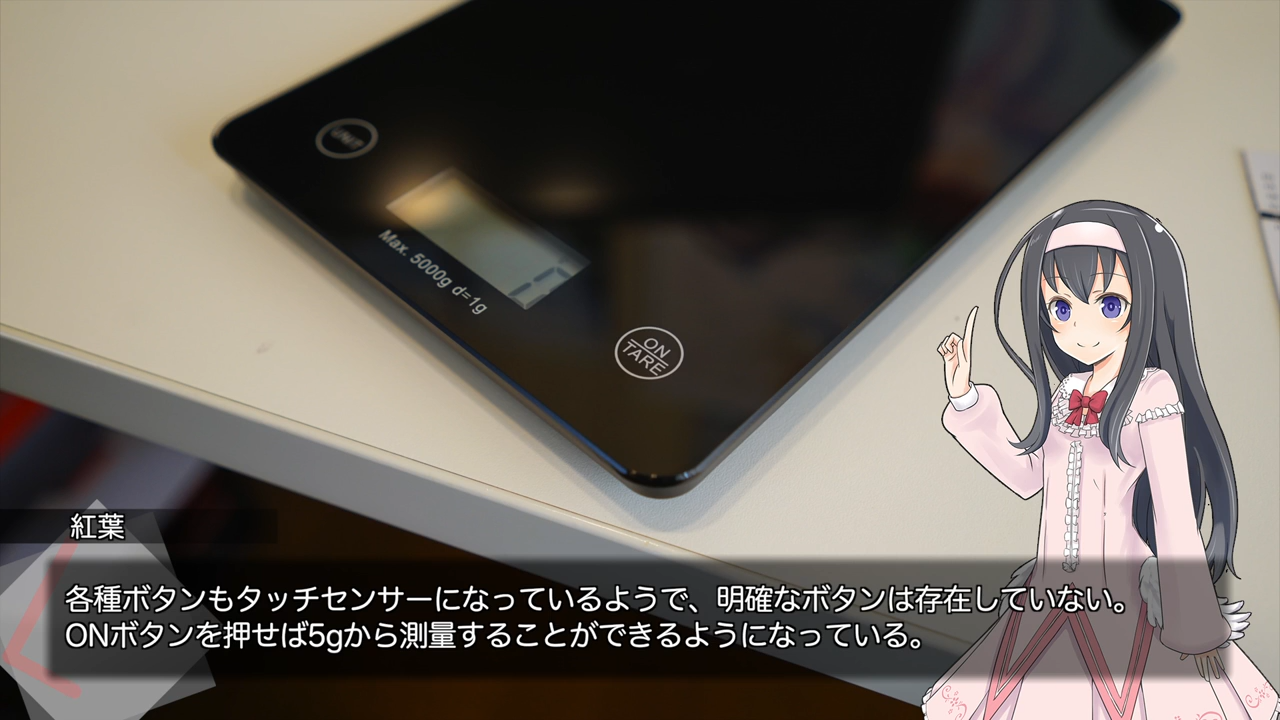 UNIT
Max. 5000g d=1g
ON
TARE
紅葉
各種ボタンもタッチセンサーになっているようで、明確なボタンは存在していない。
ONボタンを押せば5gから測量することができるようになっている。